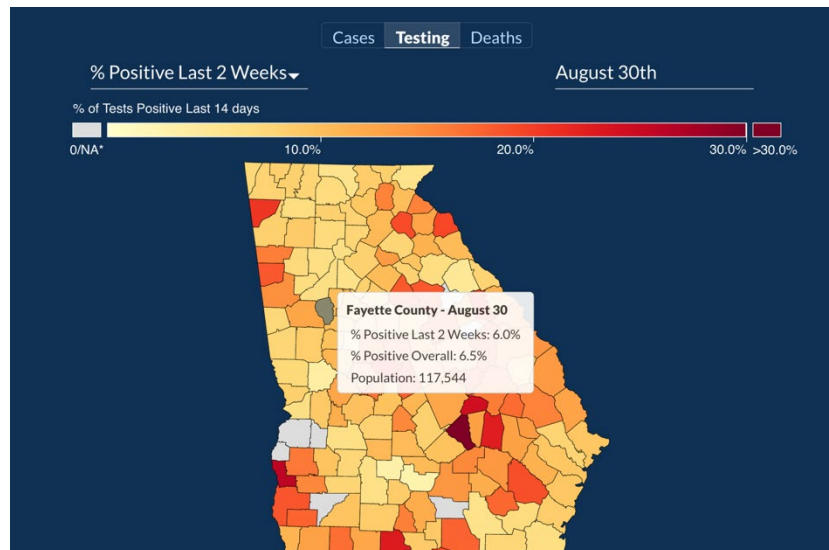 Cases Testing Deaths
% Positive Last 2 Weeks August 30th
% of Tests Positive Last 14 days
0/NA* 10.0% 20.0% 30.0% >30.0%
Fayette County - August 30
% Positive Last 2 Weeks: 6.0%
% Positive Overall: 6.5%
Population: 117,544